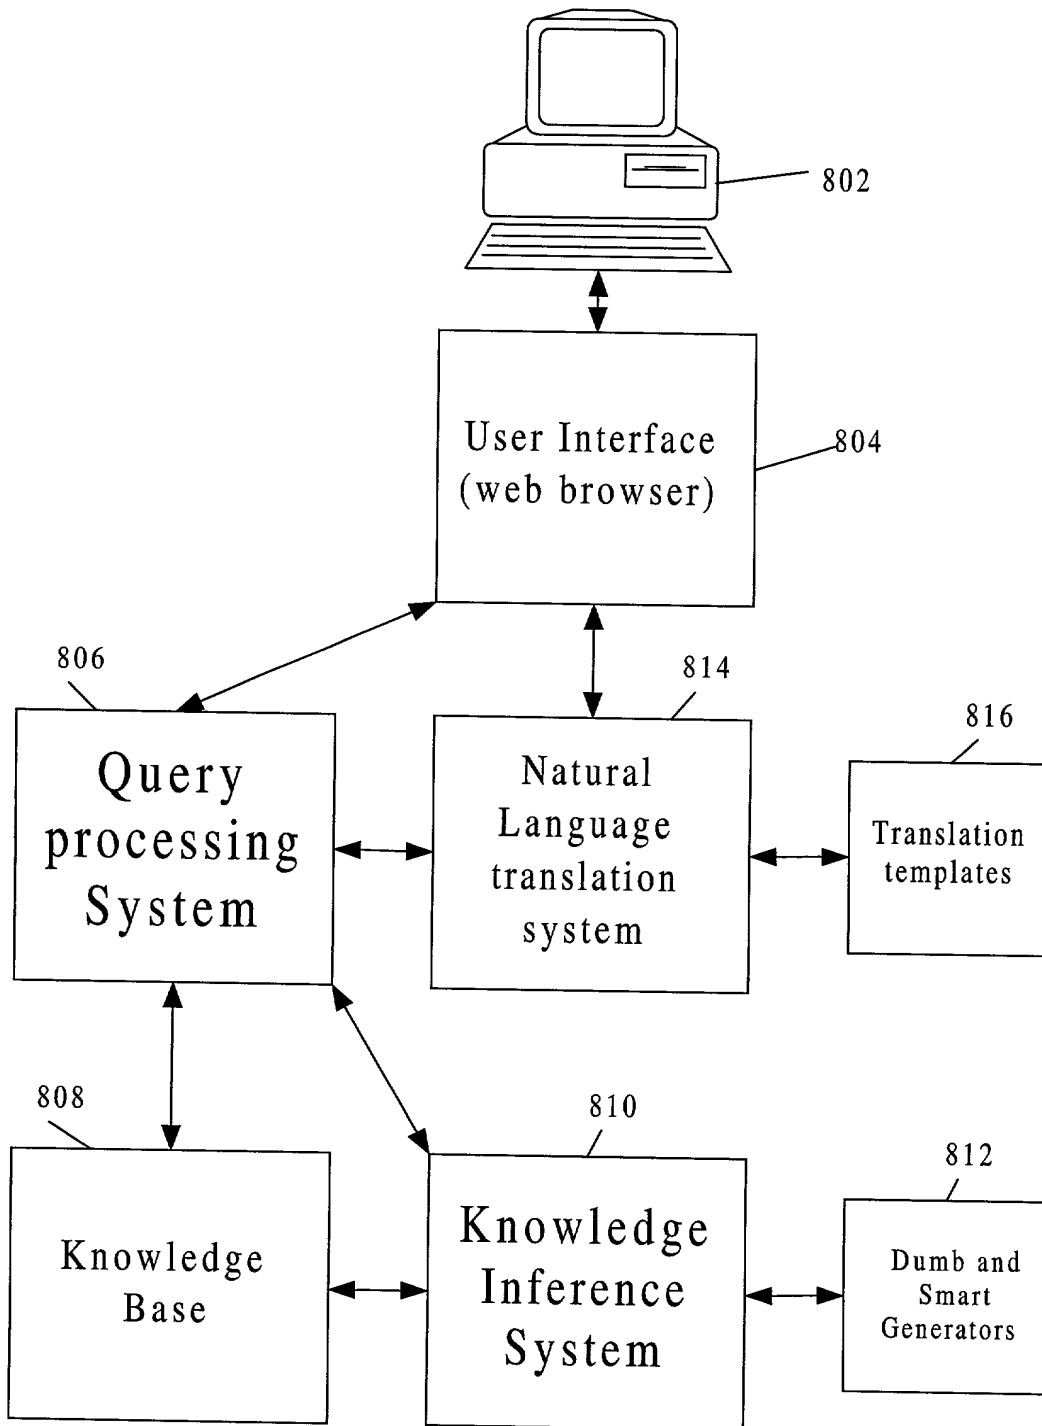 802
User Interface
(web browser)
804
806
Query
processing
System
814
Natural
Language
translation
system
816
Translation
templates
808
Knowledge
Base
810
Knowledge
Inference
System
812
Dumb and
Smart
Generators